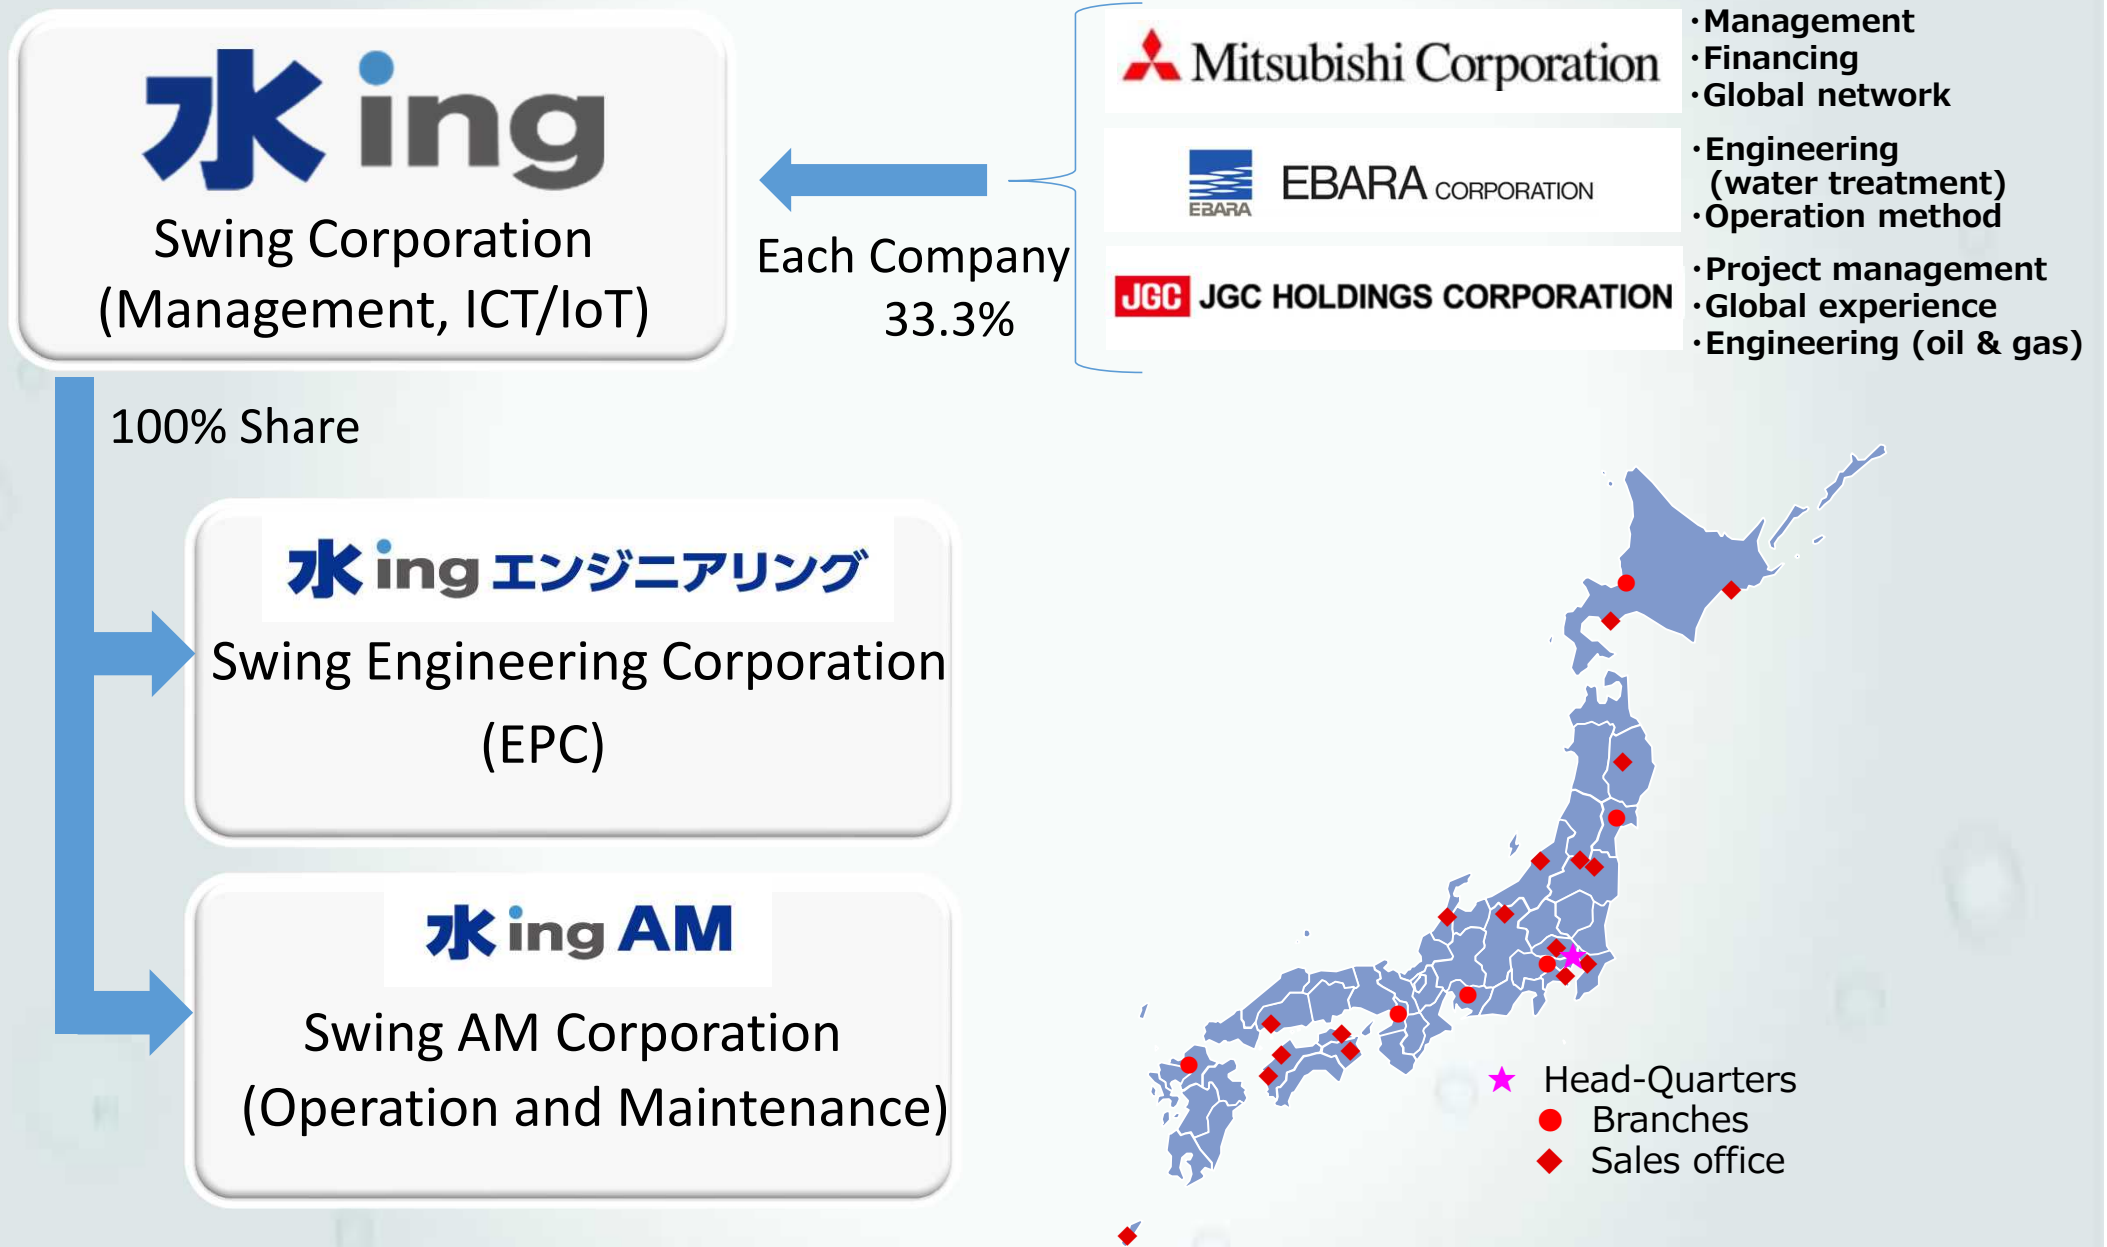 水ing
Swing Corporation
(Management, ICT/IoT)
Each Company
33.3%
Mitsubishi Corporation
・Management
・Financing
・Global network
EBARA
EBARA CORPORATION
・Engineering
(water treatment)
・Operation method
JGC JGC HOLDINGS CORPORATION
・Project management
・Global experience
・Engineering (oil & gas)
100% Share
水ingエンジニアリング
Swing Engineering Corporation
(EPC)
水ing AM
Swing AM Corporation
(Operation and Maintenance)
Head-Quarters
Branches
Sales office